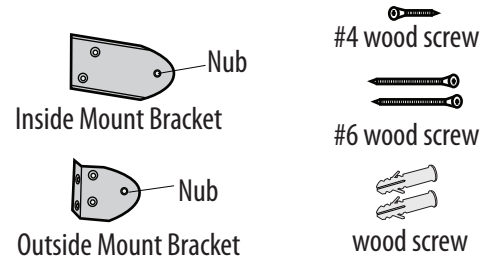 Nub
Inside Mount Bracket
Nub
Outside Mount Bracket
#4 wood screw
#6 wood screw
wood screw